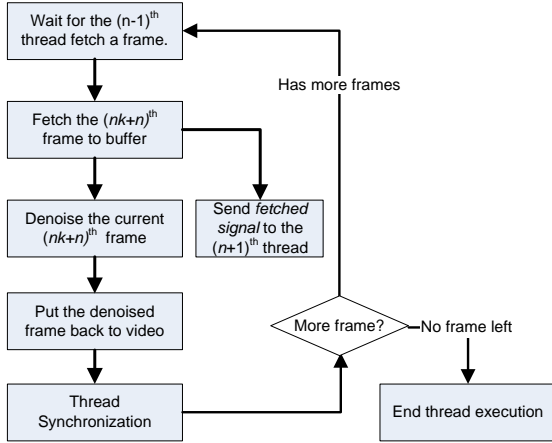 Wait for the (n-1)th
thread fetch a frame.
Has more frames
Fetch the (nk+n)th
frame to buffer
Denoise the current
(nk+n)th frame
Send fetched
signal to the
(n+1)th thread
Put the denoised
frame back to video
More frame?
No frame left
Thread
Synchronization
End thread execution